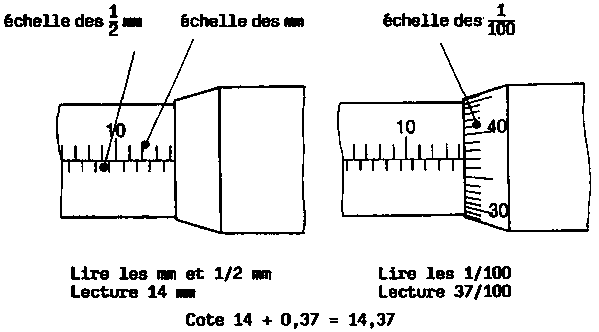 échelle des 1/2 mm
échelle des mm
échelle des 1/100
10
10
40
30
Lire les mm et 1/2 mm
Lecture 14 mm
Lire les 1/100
Lecture 37/100
Cote 14 + 0,37 = 14,37